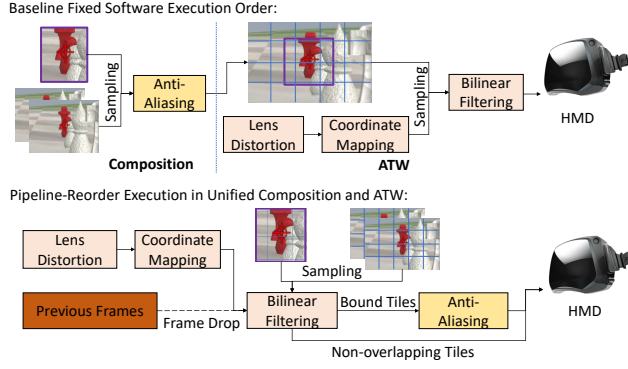 Baseline Fixed Software Execution Order:
Sampling
Anti-
Aliasing
Composition
Lens
Distortion
Coordinate
Mapping
ATW
Sampling
Bilinear
Filtering
HMD
Pipeline-Reorder Execution in Unified Composition and ATW:
Lens
Distortion
Coordinate
Mapping
Sampling
Previous Frames
Frame Drop
Bilinear
Filtering
Bound Tiles
Anti-
Aliasing
Non-overlapping Tiles
HMD